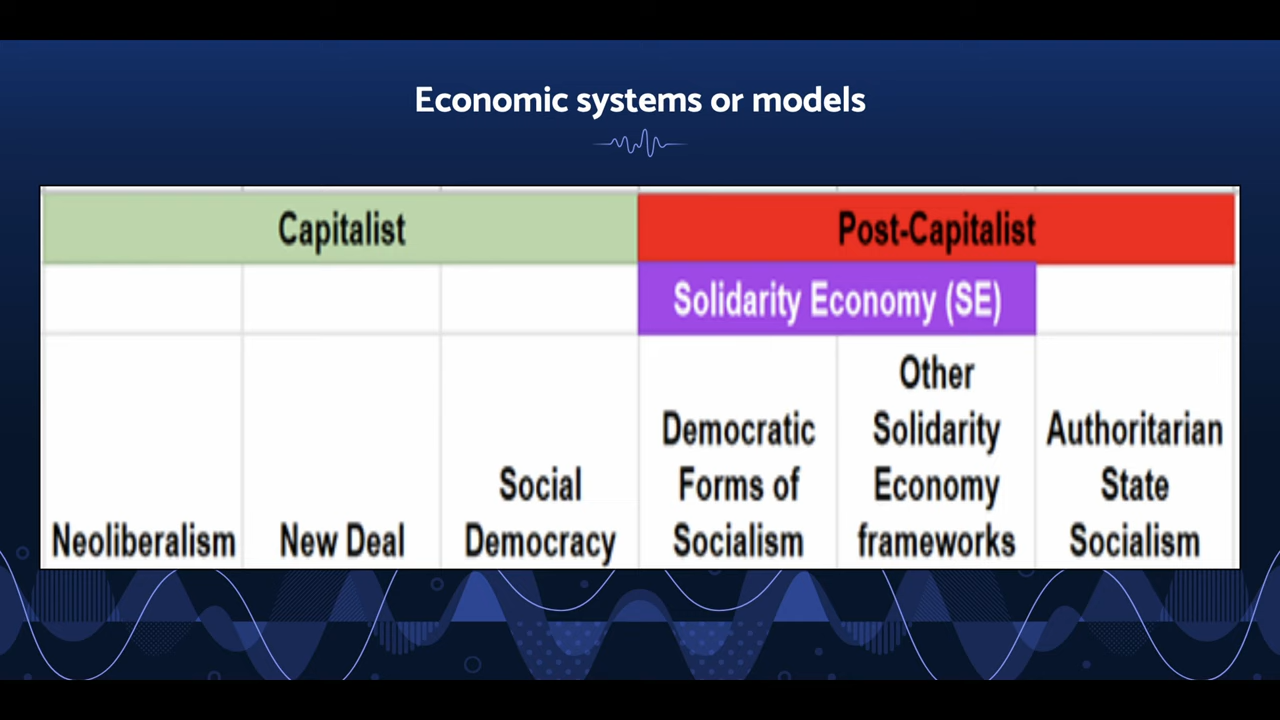 Economic systems or models
Capitalist
Post-Capitalist
Solidarity Economy (SE)
Neoliberalism
New Deal
Social
Democracy
Democratic
Forms of
Socialism
Other
Solidarity
Economy
frameworks
Authoritarian
State
Socialism